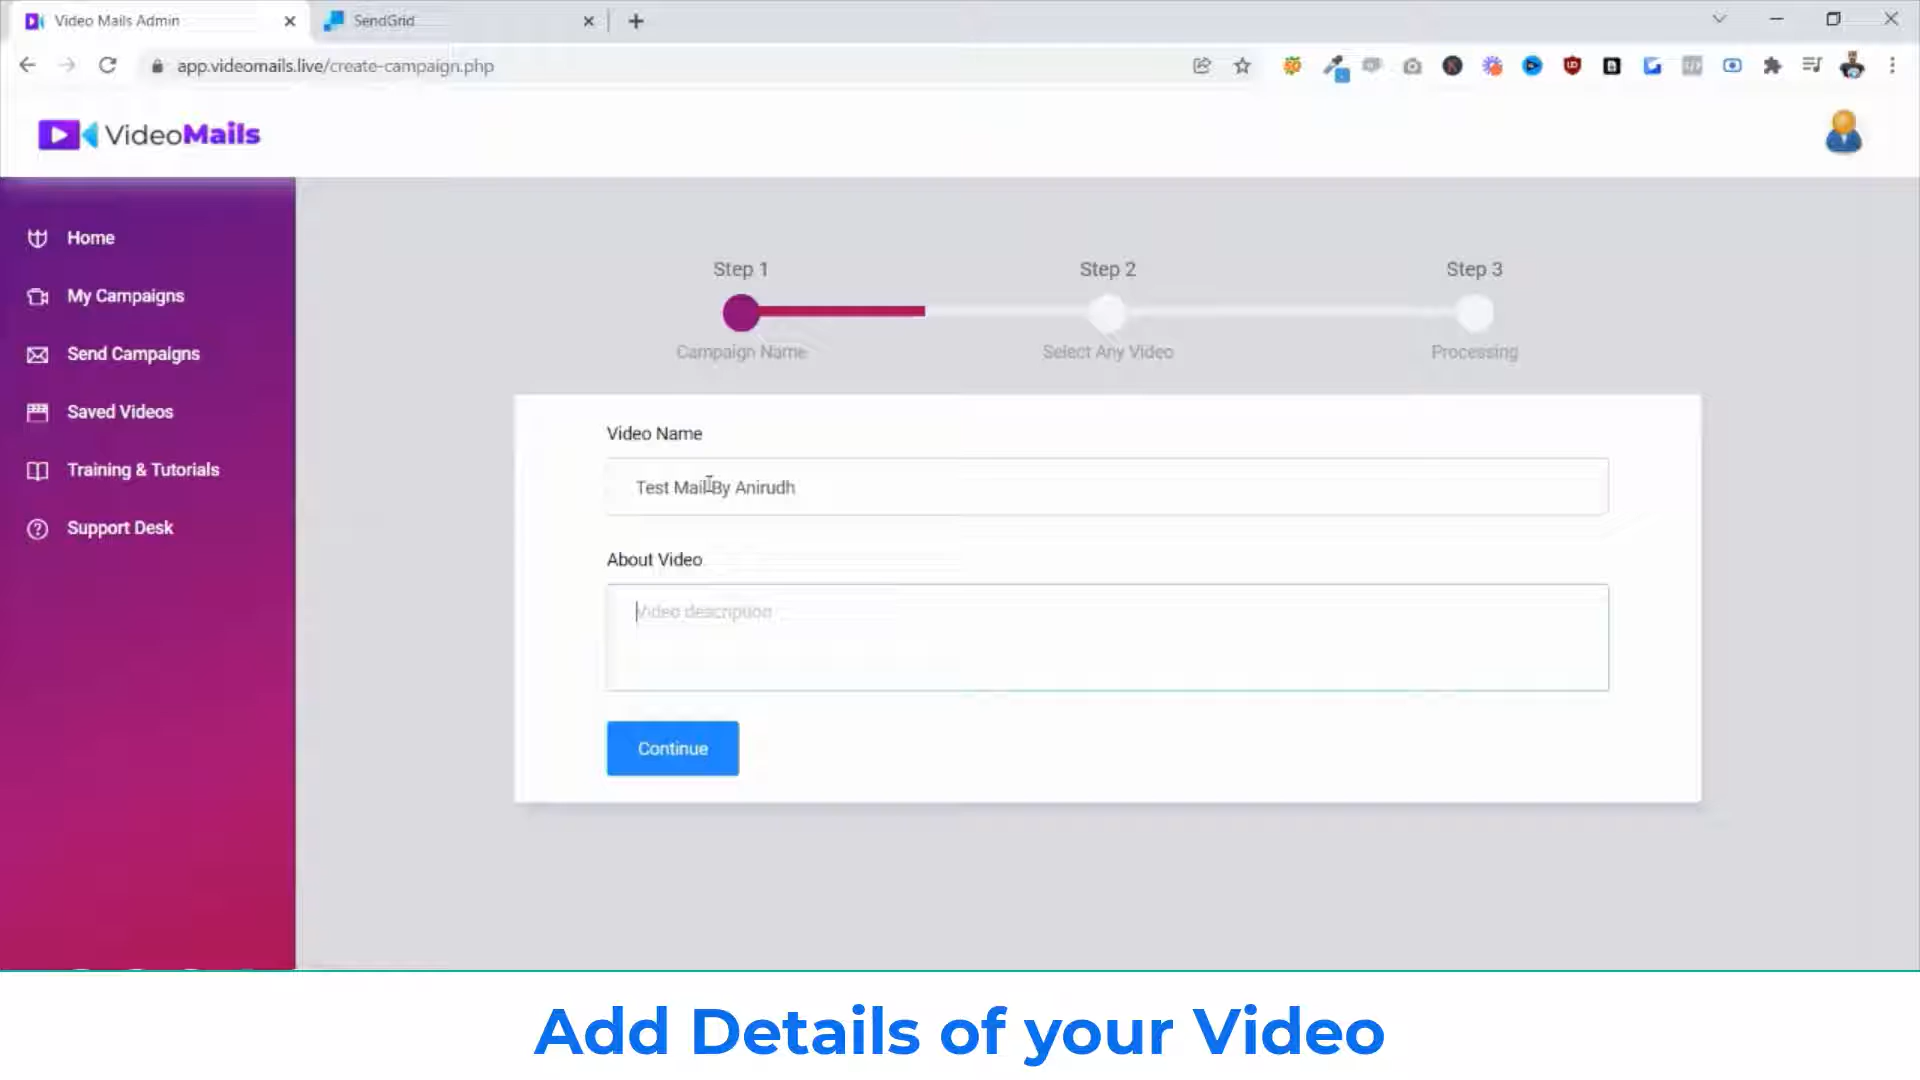 Video Mails Admin
SendGrid
app.videomails.live/create-campaign.php
VideoMails
Home
My Campaigns
Send Campaigns
Saved Videos
Training & Tutorials
Support Desk
Step 1
Step 2
Step 3
Campaign Name
Select Any Video
Processing
Video Name
Test Mail By Anirudh
About Video
Video description
Continue
Add Details of your Video